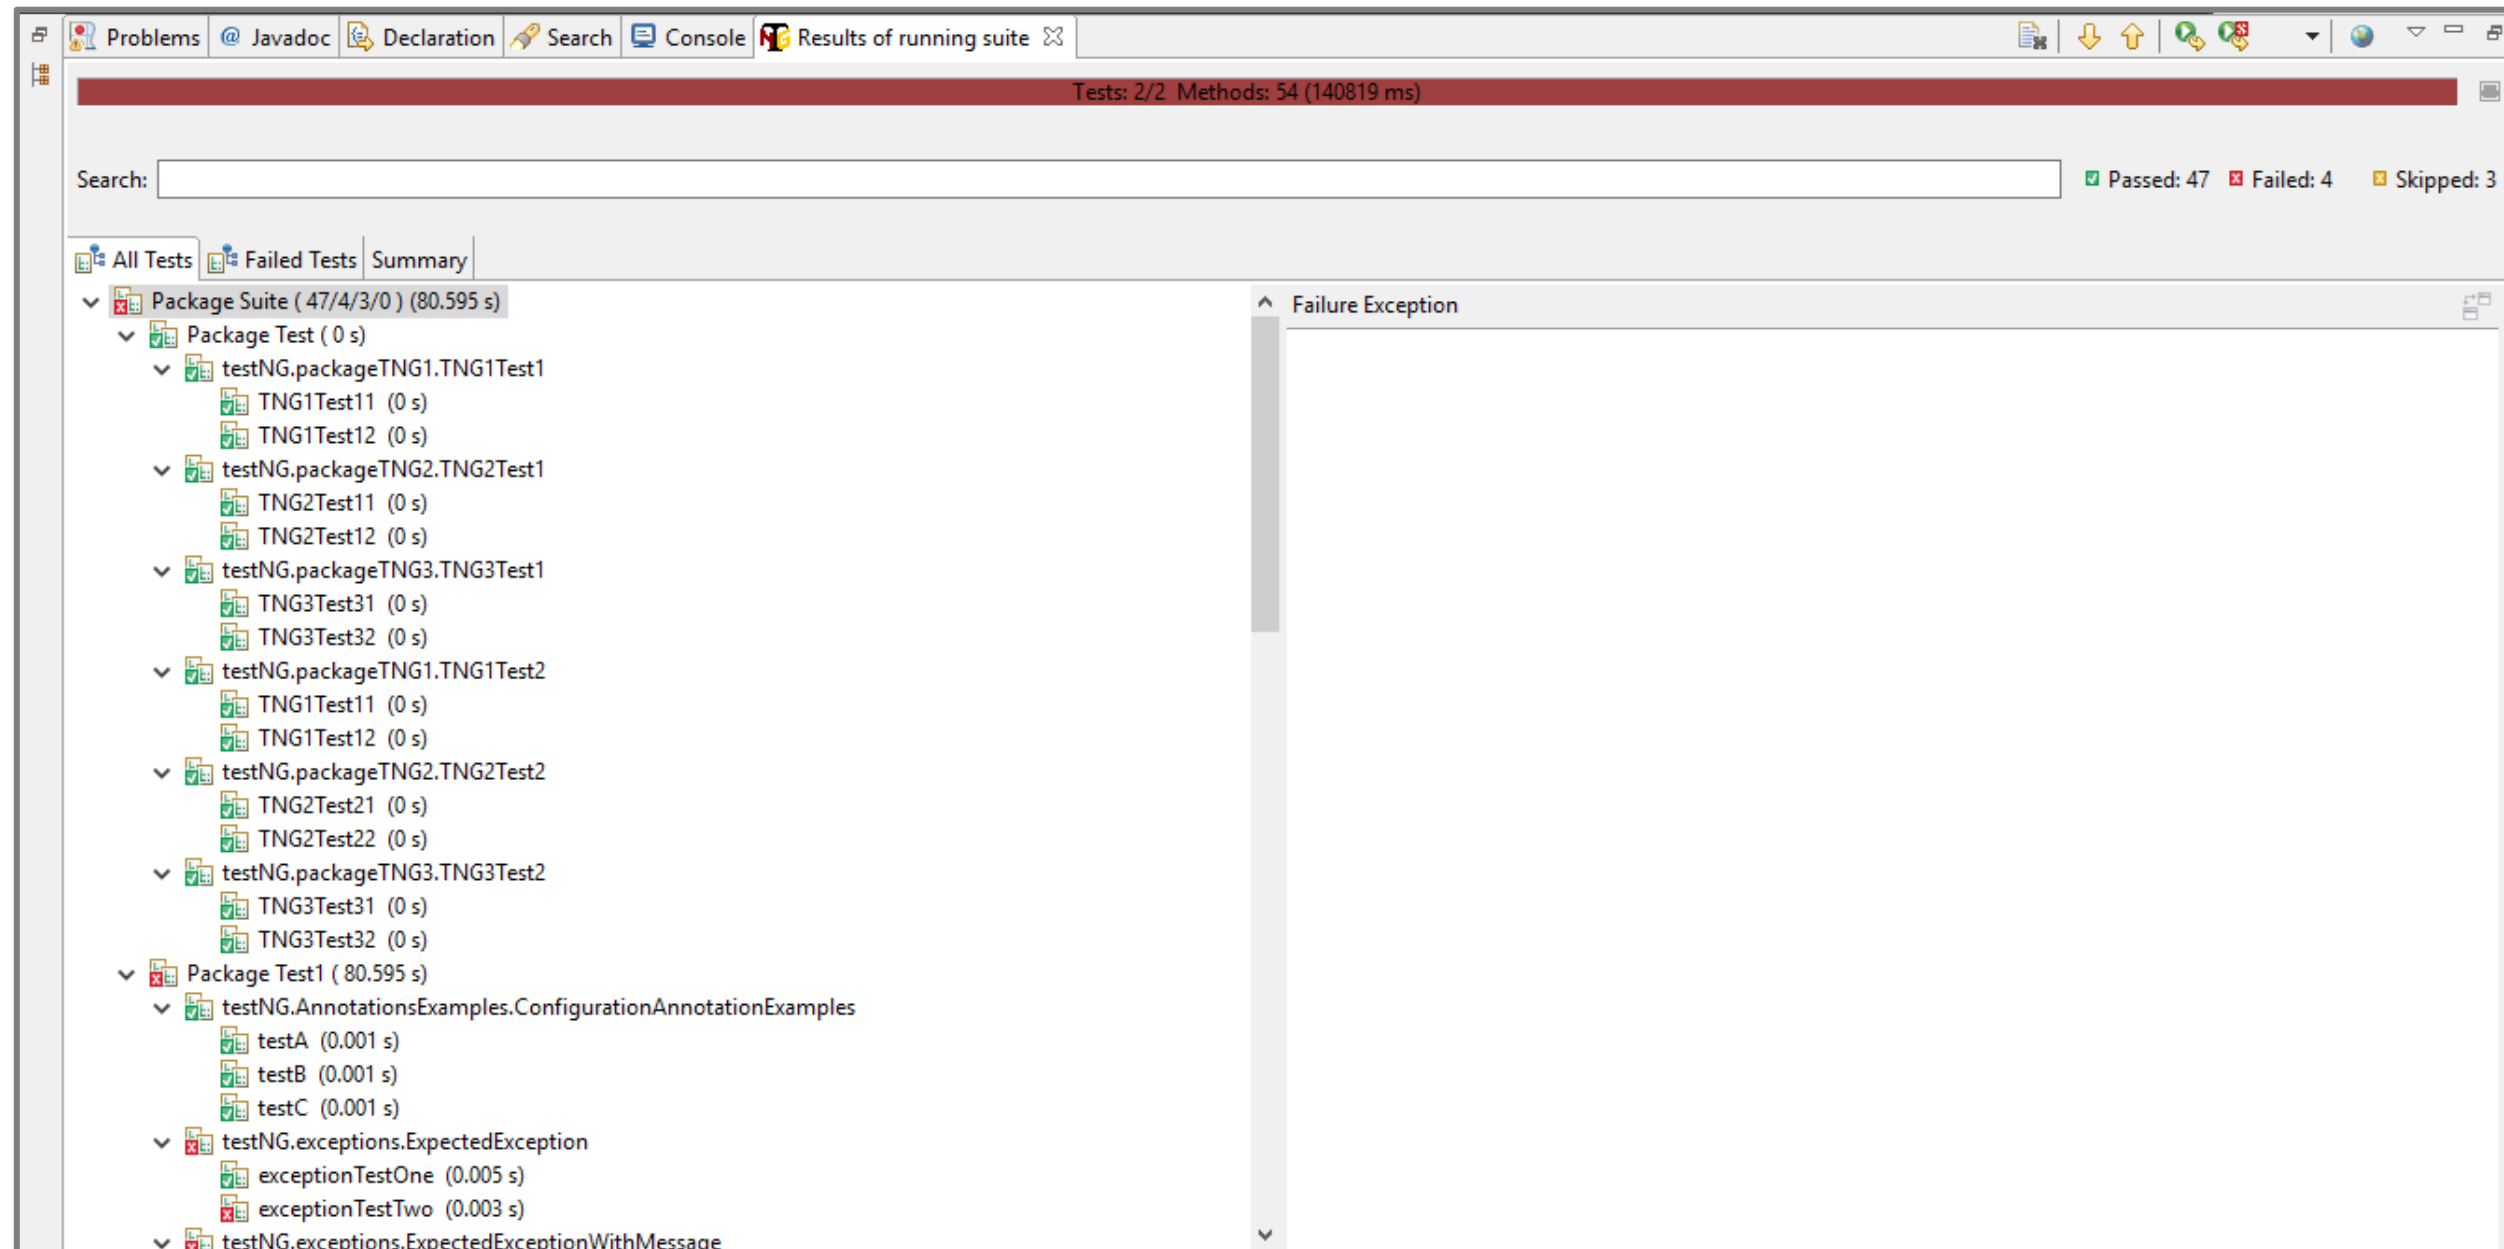 Problems @ Javadoc Declaration Search Console Results of running suite
Tests: 2/2 Methods: 54 (140819 ms)
Search: Passed: 47 Failed: 4 Skipped: 3
All Tests Failed Tests Summary
Package Suite ( 47/4/3/0 ) (80.595 s)
Failure Exception
Package Test ( 0 s)
testNG.packageTNG1.TNG1Test1
TNG1Test11 (0 s)
TNG1Test12 (0 s)
testNG.packageTNG2.TNG2Test1
TNG2Test11 (0 s)
TNG2Test12 (0 s)
testNG.packageTNG3.TNG3Test1
TNG3Test31 (0 s)
TNG3Test32 (0 s)
testNG.packageTNG1.TNG1Test2
TNG1Test11 (0 s)
TNG1Test12 (0 s)
testNG.packageTNG2.TNG2Test2
TNG2Test21 (0 s)
TNG2Test22 (0 s)
testNG.packageTNG3.TNG3Test2
TNG3Test31 (0 s)
TNG3Test32 (0 s)
Package Test1 ( 80.595 s)
testNG.AnnotationsExamples.ConfigurationAnnotationExamples
testA (0.001 s)
testB (0.001 s)
testC (0.001 s)
testNG.exceptions.ExpectedException
exceptionTestOne (0.005 s)
exceptionTestTwo (0.003 s)
testNG.exceptions.ExpectedExceptionWithMessage